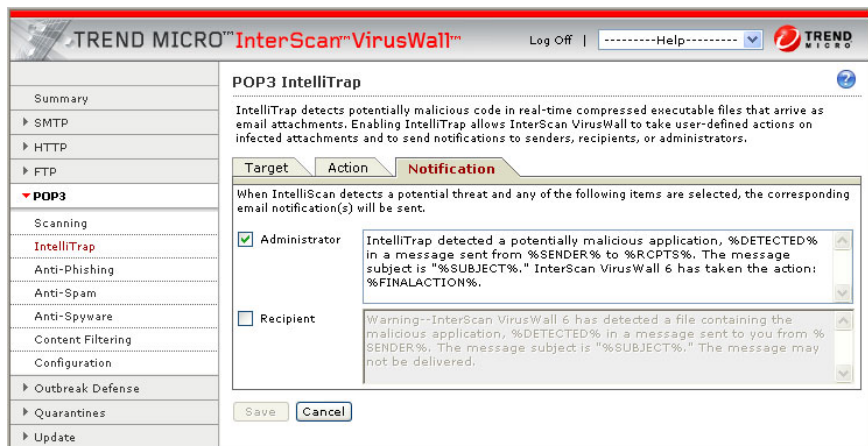 TREND MICRO™ InterScan™ VirusWall™
Log Off | ---------Help---------
TREND MICRO
Summary
SMTP
HTTP
FTP
POP3
Scanning
IntelliTrap
Anti-Phishing
Anti-Spam
Anti-Spyware
Content Filtering
Configuration
Outbreak Defense
Quarantines
Update
POP3 IntelliTrap
?
IntelliTrap detects potentially malicious code in real-time compressed executable files that arrive as
email attachments. Enabling IntelliTrap allows InterScan VirusWall to take user-defined actions on
infected attachments and to send notifications to senders, recipients, or administrators.
Target Action Notification
When IntelliScan detects a potential threat and any of the following items are selected, the corresponding
email notification(s) will be sent.
Administrator
IntelliTrap detected a potentially malicious application, %DETECTED%
in a message sent from %SENDER% to %RCPTS%. The message
subject is "%SUBJECT%." InterScan VirusWall 6 has taken the action:
%FINALACTION%.
Recipient
Warning--InterScan VirusWall 6 has detected a file containing the
malicious application, %DETECTED% in a message sent to you from %
SENDER%. The message subject is "%SUBJECT%." The message may
not be delivered.
Save Cancel